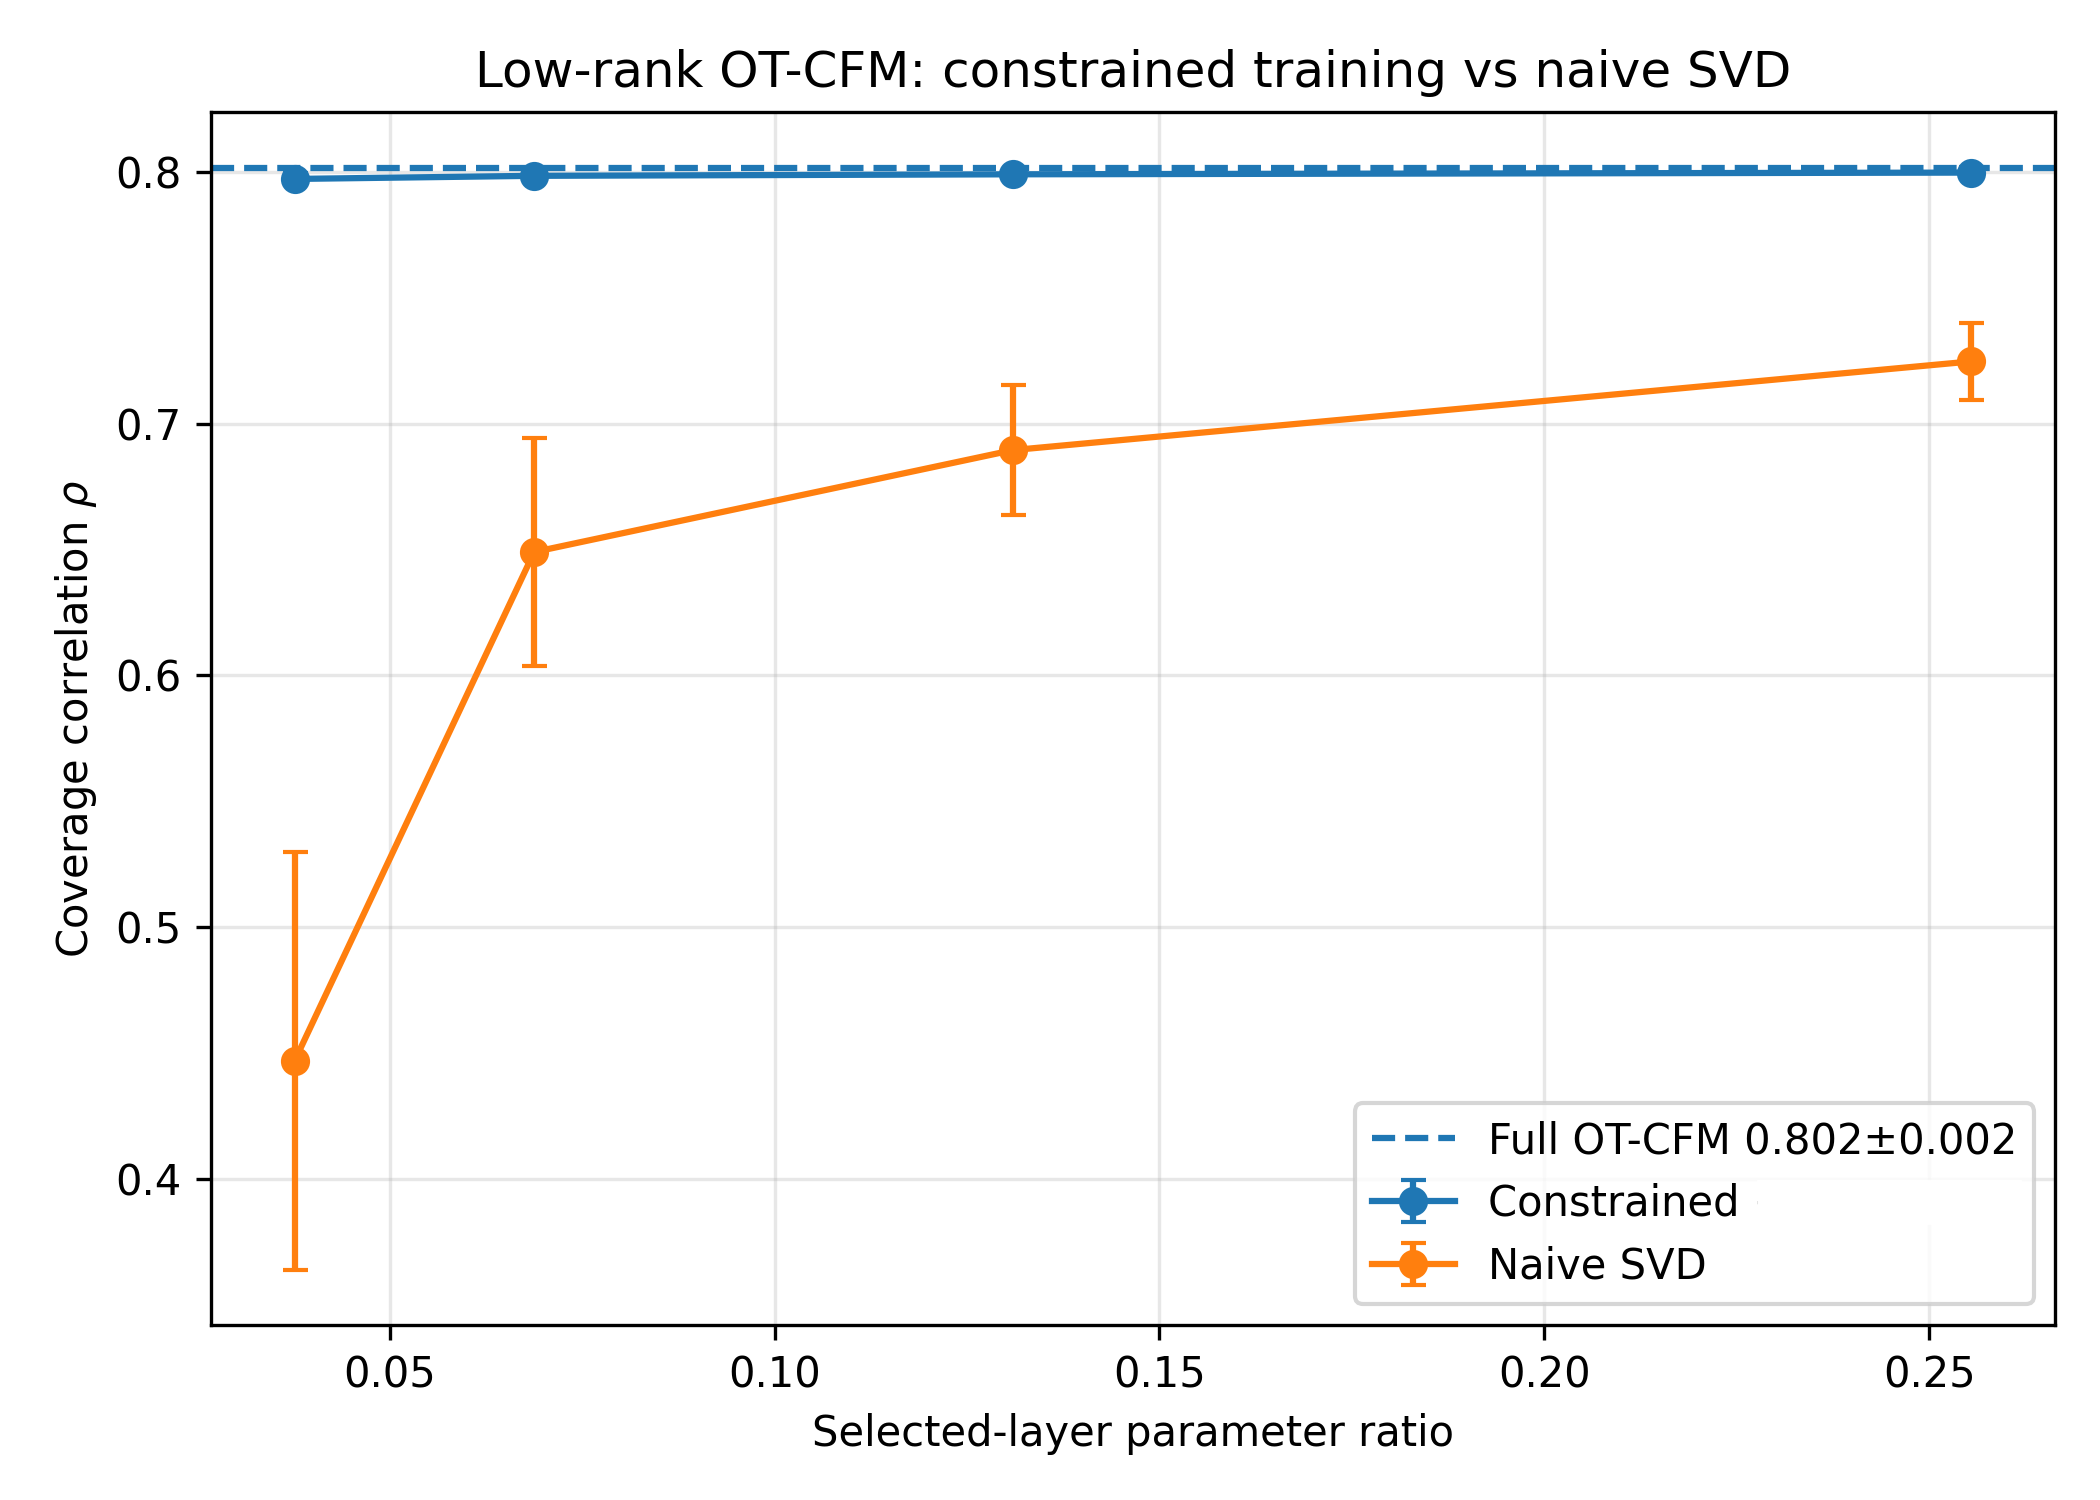 Low-rank OT-CFM: constrained training vs naive SVD
Coverage correlation ρ
0.8
0.7
0.6
0.5
0.4
0.05 0.10 0.15 0.20 0.25
Selected-layer parameter ratio
Full OT-CFM 0.802±0.002
Constrained
Naive SVD